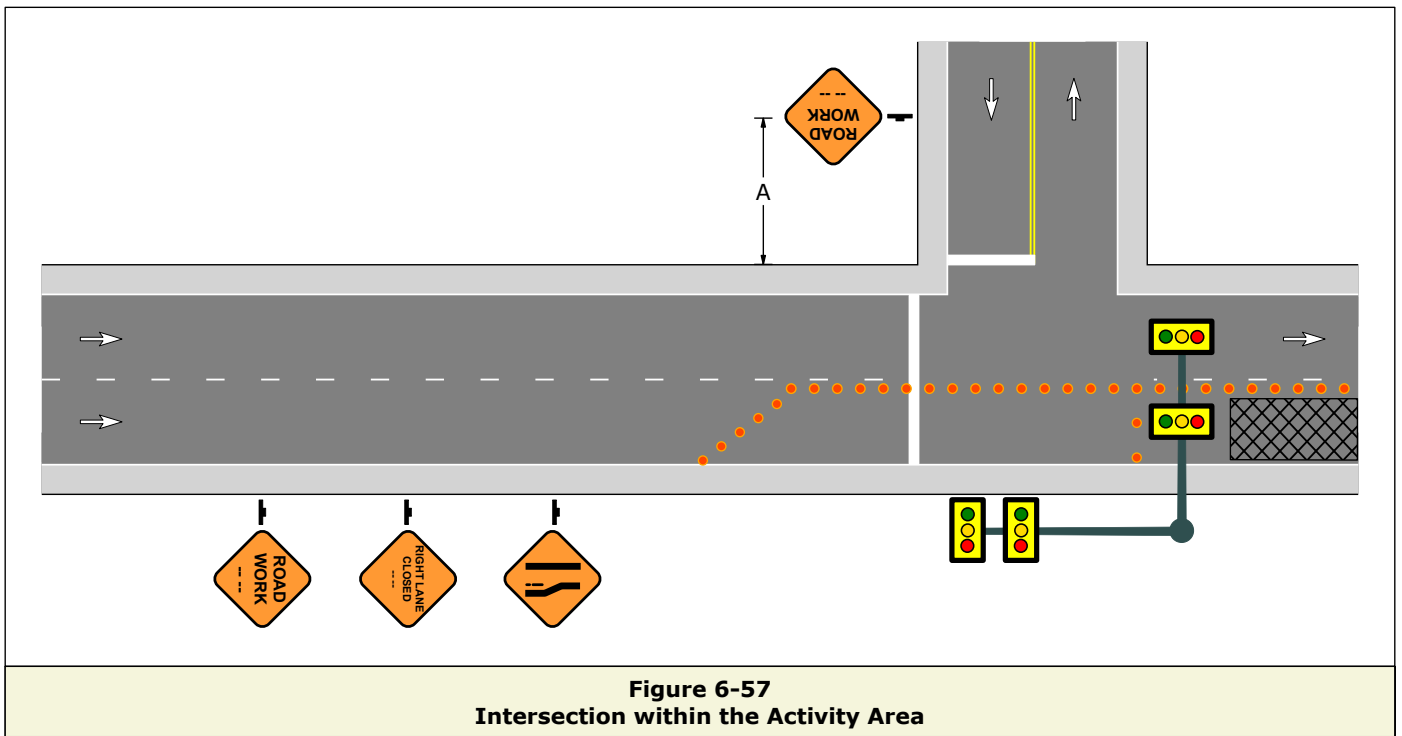 -- --
WORK
ROAD
A
ROAD
WORK
-- --
RIGHT LANE
CLOSED
-- --
Figure 6-57
Intersection within the Activity Area